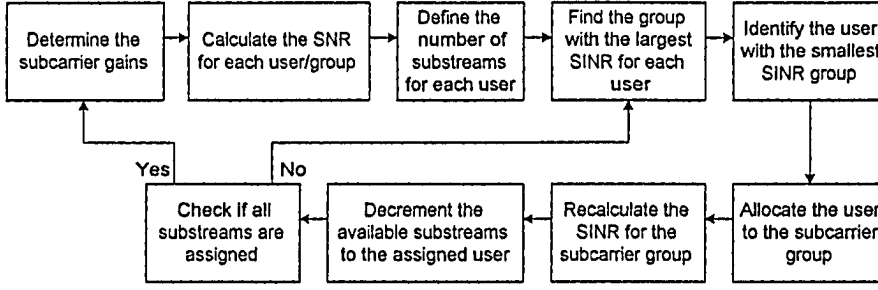 Determine the
subcarrier gains
Calculate the SNR
for each user/group
Define the
number of
substreams
for each user
Find the group
with the largest
SINR for each
user
Identify the user
with the smallest
SINR group
Yes
No
Check if all
substreams are
assigned
Decrement the
available substreams
to the assigned user
Recalculate the
SINR for the
subcarrier group
Allocate the user
to the subcarrier
group